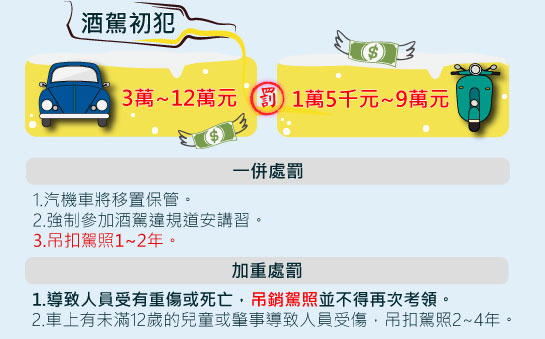 酒駕初犯
3萬~12萬元 罰 1萬5千元~9萬元
一併處罰
1.汽機車將移置保管。
2.強制參加酒駕違規道安講習。
3.吊扣駕照1~2年。
加重處罰
1.導致人員受有重傷或死亡，吊銷駕照並不得再次考領。
2.車上有未滿12歲的兒童或肇事導致人員受傷，吊扣駕照2~4年。